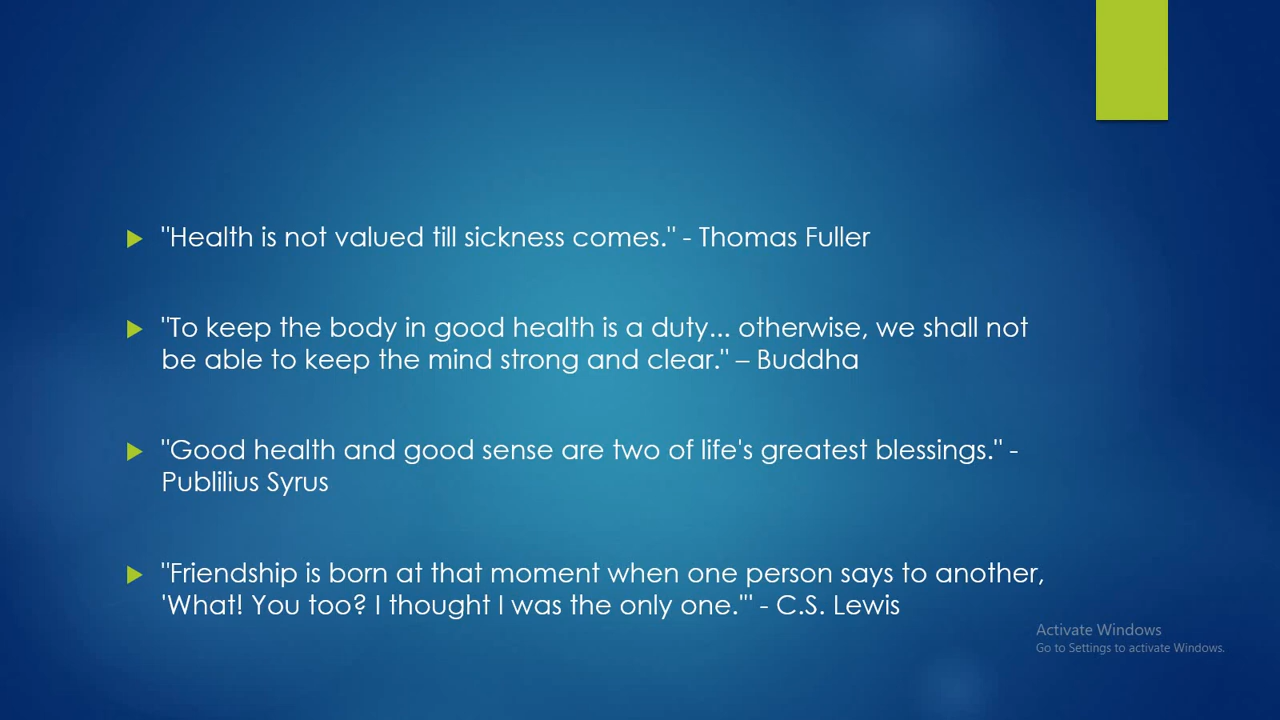 "Health is not valued till sickness comes." - Thomas Fuller
"To keep the body in good health is a duty... otherwise, we shall not
be able to keep the mind strong and clear." – Buddha
"Good health and good sense are two of life's greatest blessings." -
Publilius Syrus
"Friendship is born at that moment when one person says to another,
'What! You too? I thought I was the only one.'" - C.S. Lewis
Activate Windows
Go to Settings to activate Windows.